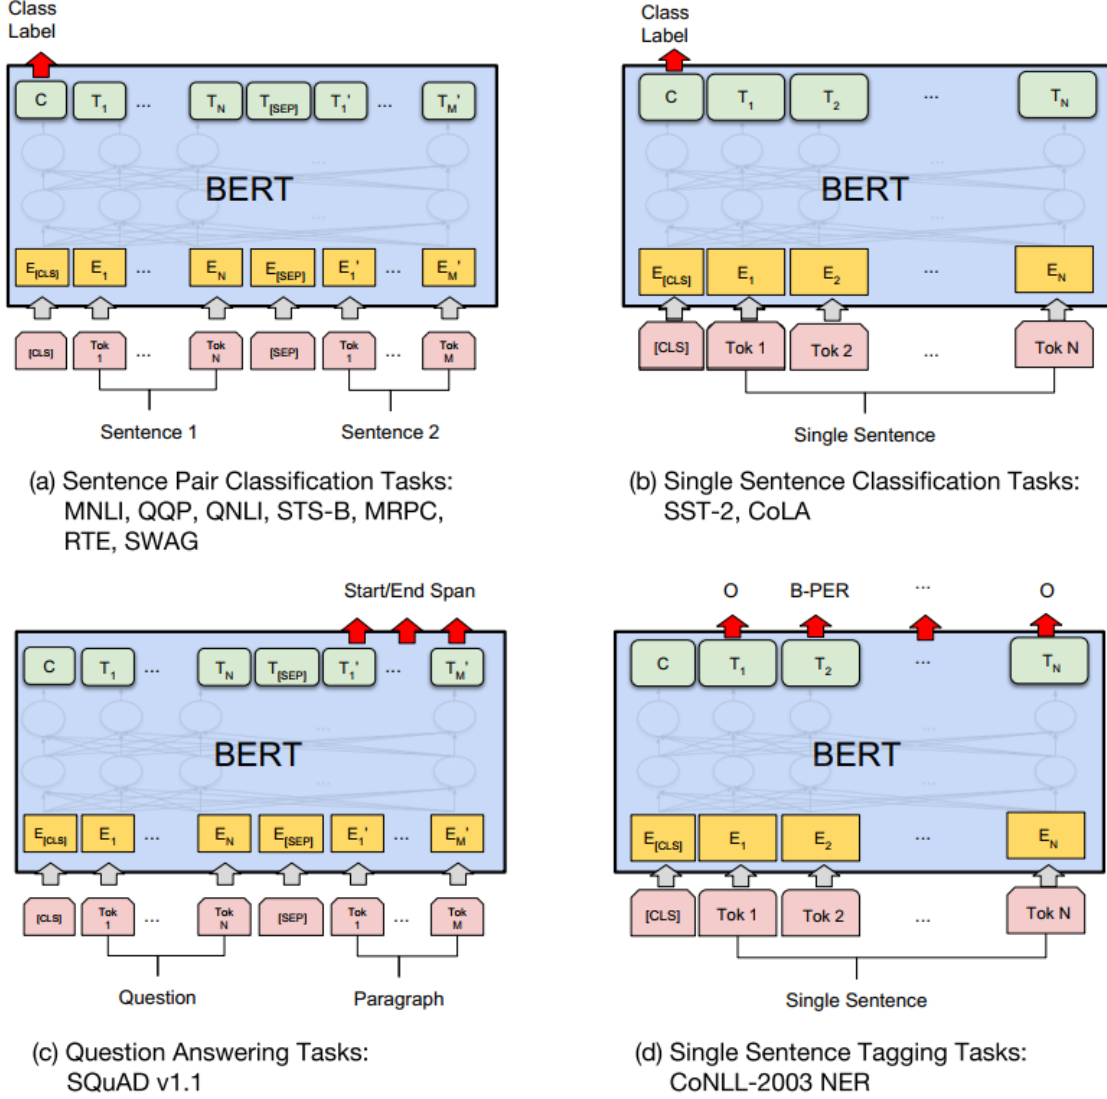 Class
Label
C T1 ... TN T[SEP] T1' ... TM'
...
BERT
...
E[CLS] E1 ... EN E[SEP] E1' ... EM'
[CLS] Tok 1 ... Tok N [SEP] Tok 1 ... Tok M
Sentence 1 Sentence 2
(a) Sentence Pair Classification Tasks:
MNLI, QQP, QNLI, STS-B, MRPC,
RTE, SWAG
Class
Label
C T1 T2 ... TN
...
BERT
...
E[CLS] E1 E2 ... EN
[CLS] Tok 1 Tok 2 ... Tok N
Single Sentence
(b) Single Sentence Classification Tasks:
SST-2, CoLA
Start/End Span
C T1 ... TN T[SEP] T1' ... TM'
...
BERT
...
E[CLS] E1 ... EN E[SEP] E1' ... EM'
[CLS] Tok 1 ... Tok N [SEP] Tok 1 ... Tok M
Question Paragraph
(c) Question Answering Tasks:
SQuAD v1.1
O B-PER ... O
C T1 T2 ... TN
...
BERT
...
E[CLS] E1 E2 ... EN
[CLS] Tok 1 Tok 2 ... Tok N
Single Sentence
(d) Single Sentence Tagging Tasks:
CoNLL-2003 NER